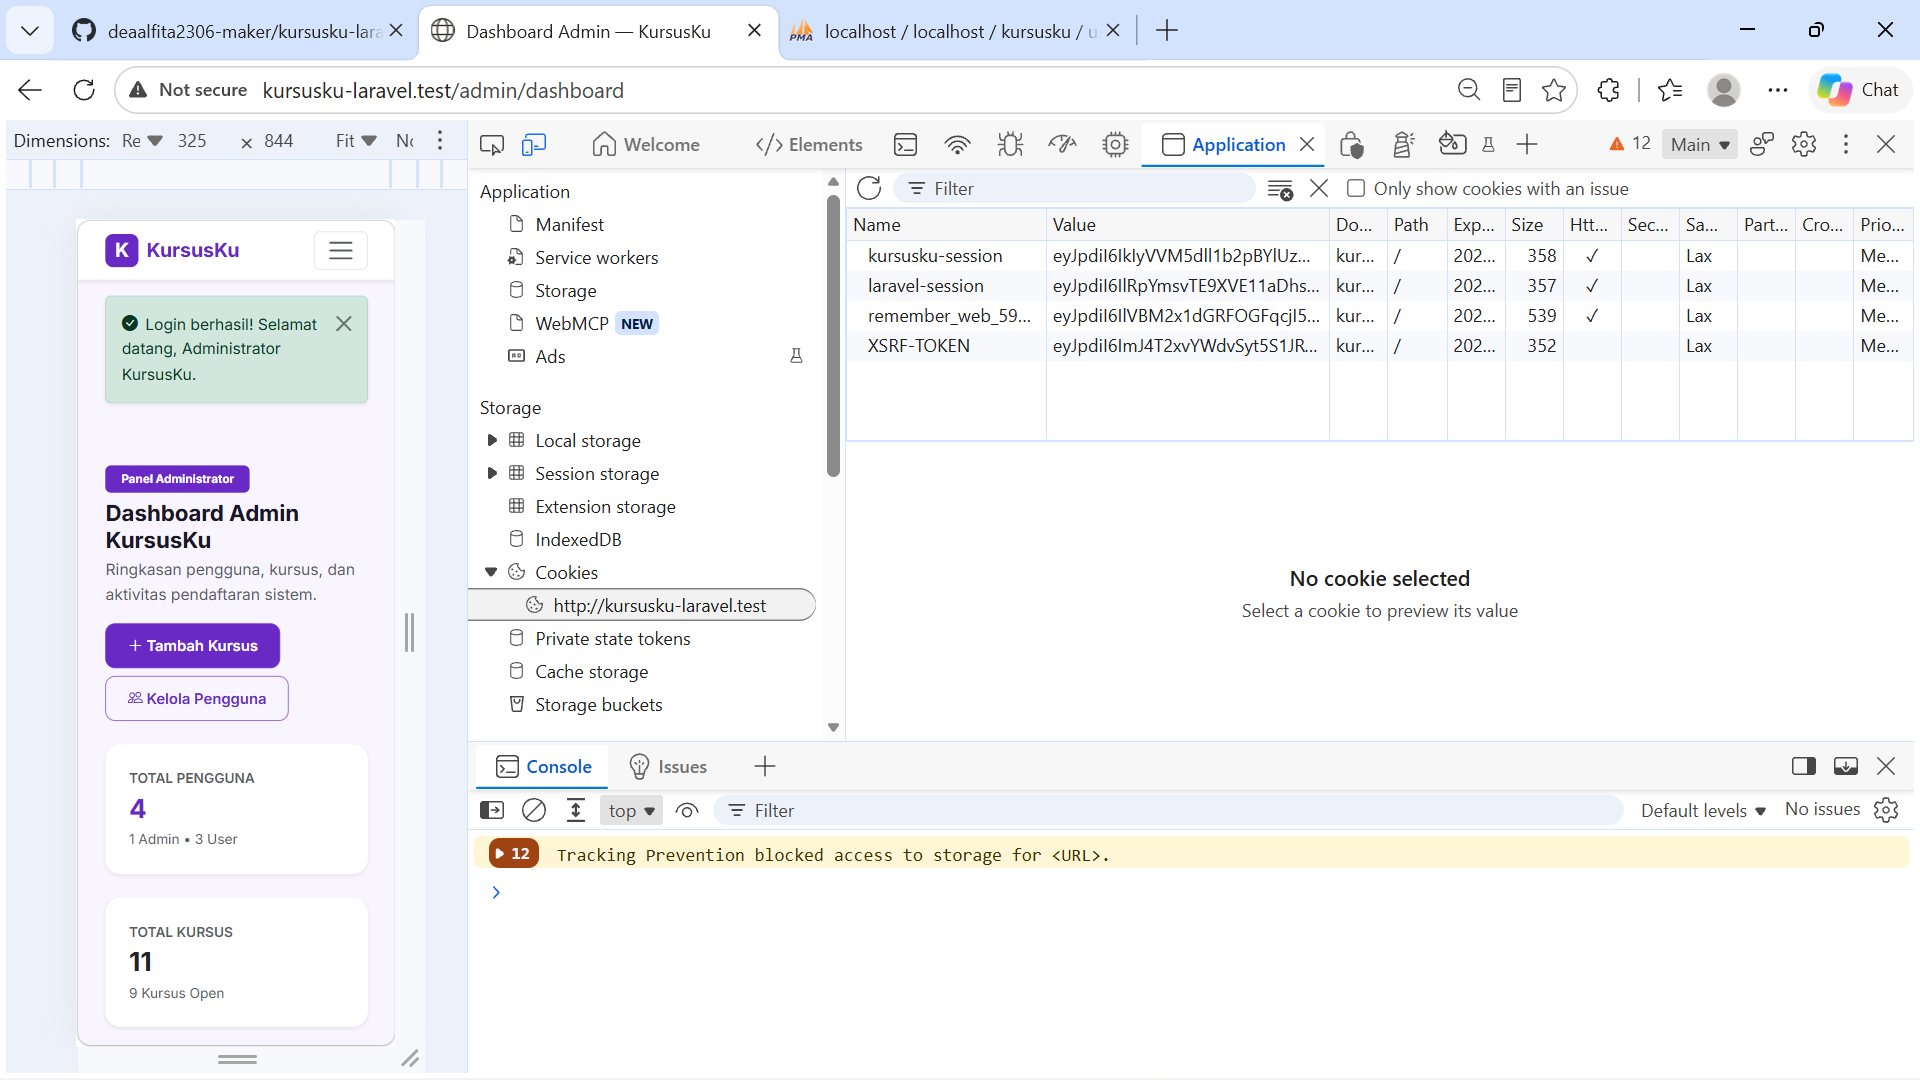 deaalfita2306-maker/kursusku-lara
Dashboard Admin — KursusKu
localhost / localhost / kursusku / u
Not secure
kursusku-laravel.test/admin/dashboard
Chat
Dimensions: Re 325 × 844 Fit No
Welcome
Elements
Application
12
Main
K KursusKu
Login berhasil! Selamat
datang, Administrator
KursusKu.
Panel Administrator
Dashboard Admin
KursusKu
Ringkasan pengguna, kursus, dan
aktivitas pendaftaran sistem.
+ Tambah Kursus
Kelola Pengguna
TOTAL PENGGUNA
4
1 Admin • 3 User
TOTAL KURSUS
11
9 Kursus Open
Application
Manifest
Service workers
Storage
WebMCP NEW
Ads
Storage
Local storage
Session storage
Extension storage
IndexedDB
Cookies
http://kursusku-laravel.test
Private state tokens
Cache storage
Storage buckets
Filter
Only show cookies with an issue
Name Value Do... Path Exp... Size Htt... Sec... Sa... Part... Cro... Prio...
kursusku-session kur... / 202... 358 ✓ Lax Me...
laravel-session kur... / 202... 357 ✓ Lax Me...
remember_web_59... kur... / 202... 539 ✓ Lax Me...
XSRF-TOKEN kur... / 202... 352 Lax Me...
No cookie selected
Select a cookie to preview its value
Console
Issues
top
Filter
Default levels
No issues
12 Tracking Prevention blocked access to storage for <URL>.